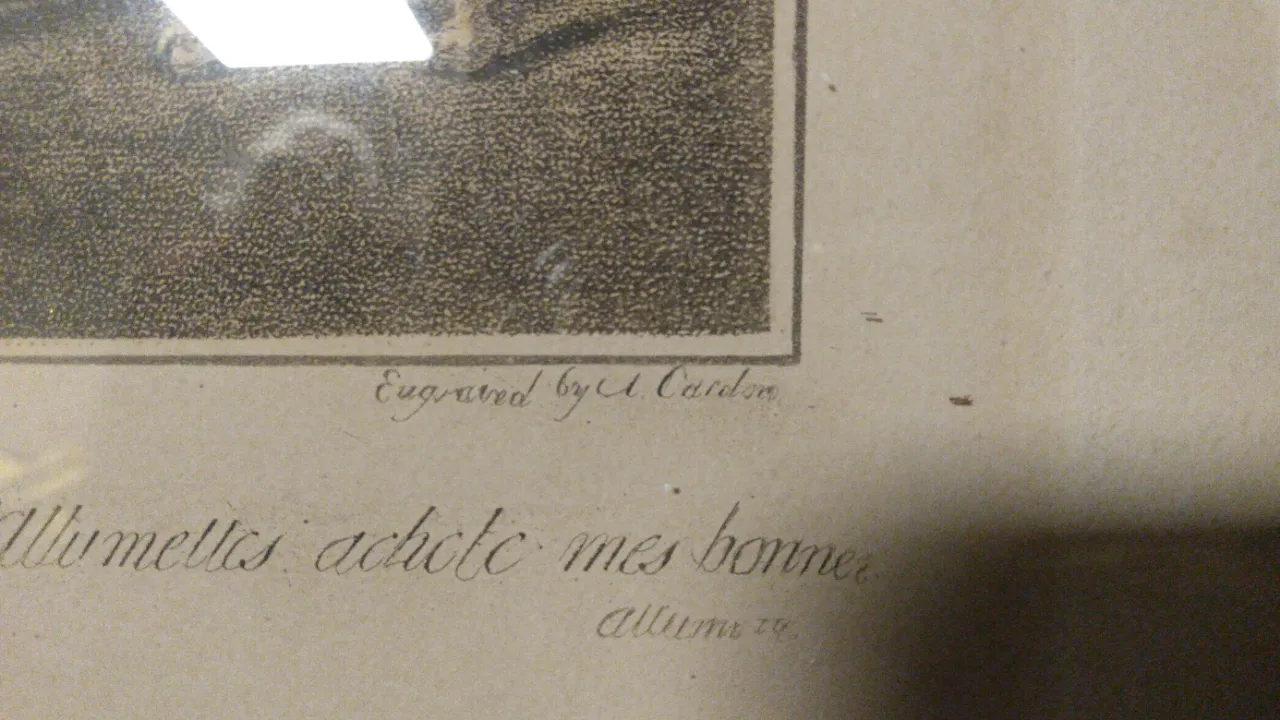 Engraved by A. Cardon
allumettes achete mes bonnes
allumettes